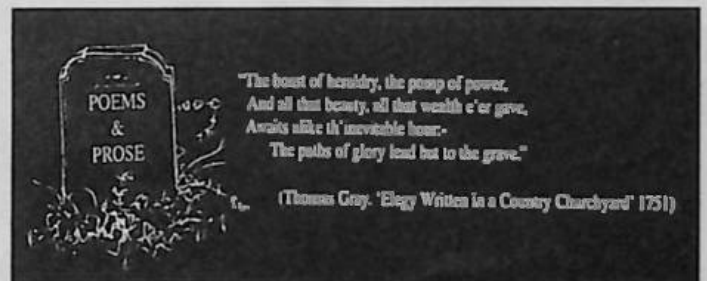 POEMS
&
PROSE
"The boast of heraldry, the pomp of power,
And all that beauty, all that wealth e'er gave,
Awaits alike th'inevitable hour:-
The paths of glory lead but to the grave."
(Thomas Gray. 'Elegy Written in a Country Churchyard' 1751)